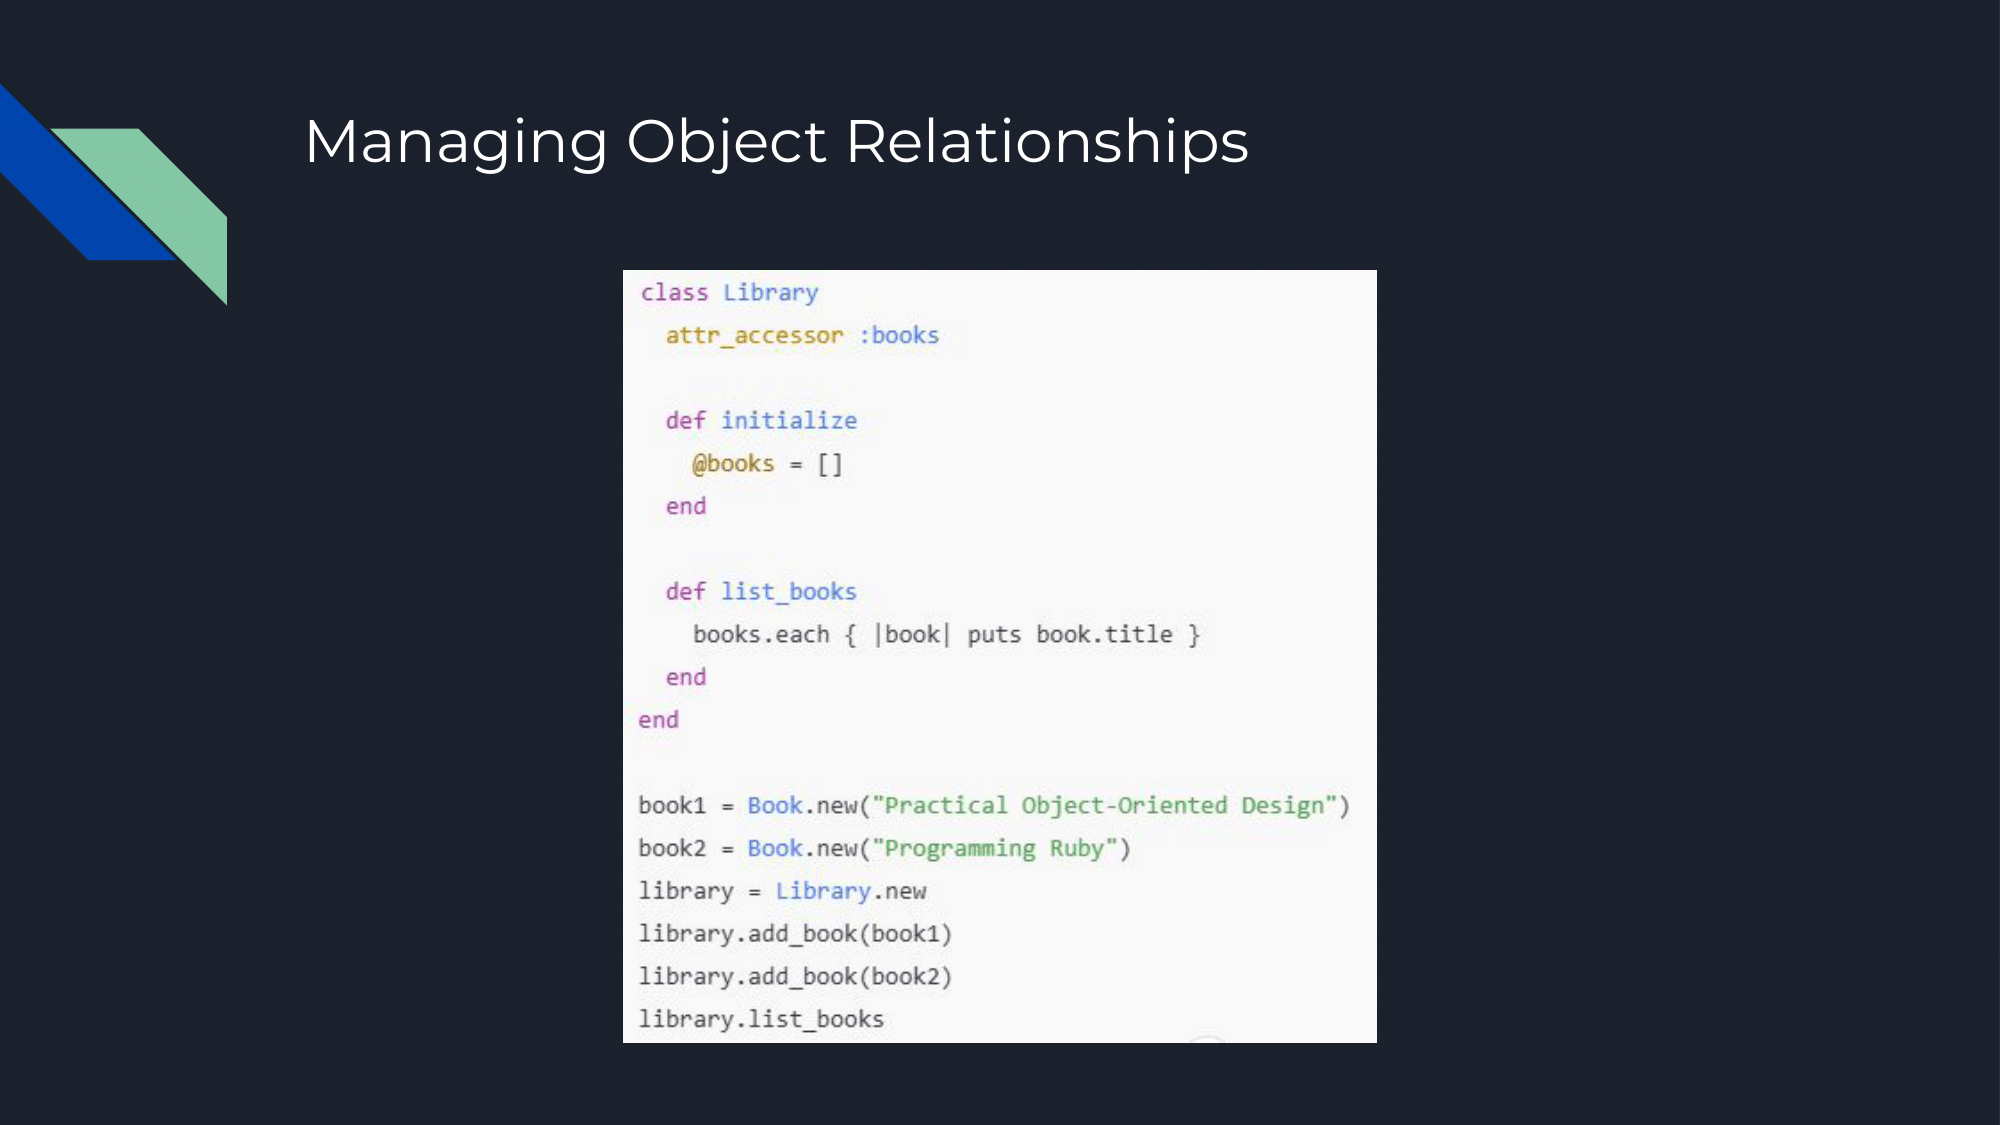 Managing Object Relationships
class Library
  attr_accessor :books

  def initialize
    @books = []
  end

  def list_books
    books.each { |book| puts book.title }
  end
end

book1 = Book.new("Practical Object-Oriented Design")
book2 = Book.new("Programming Ruby")
library = Library.new
library.add_book(book1)
library.add_book(book2)
library.list_books